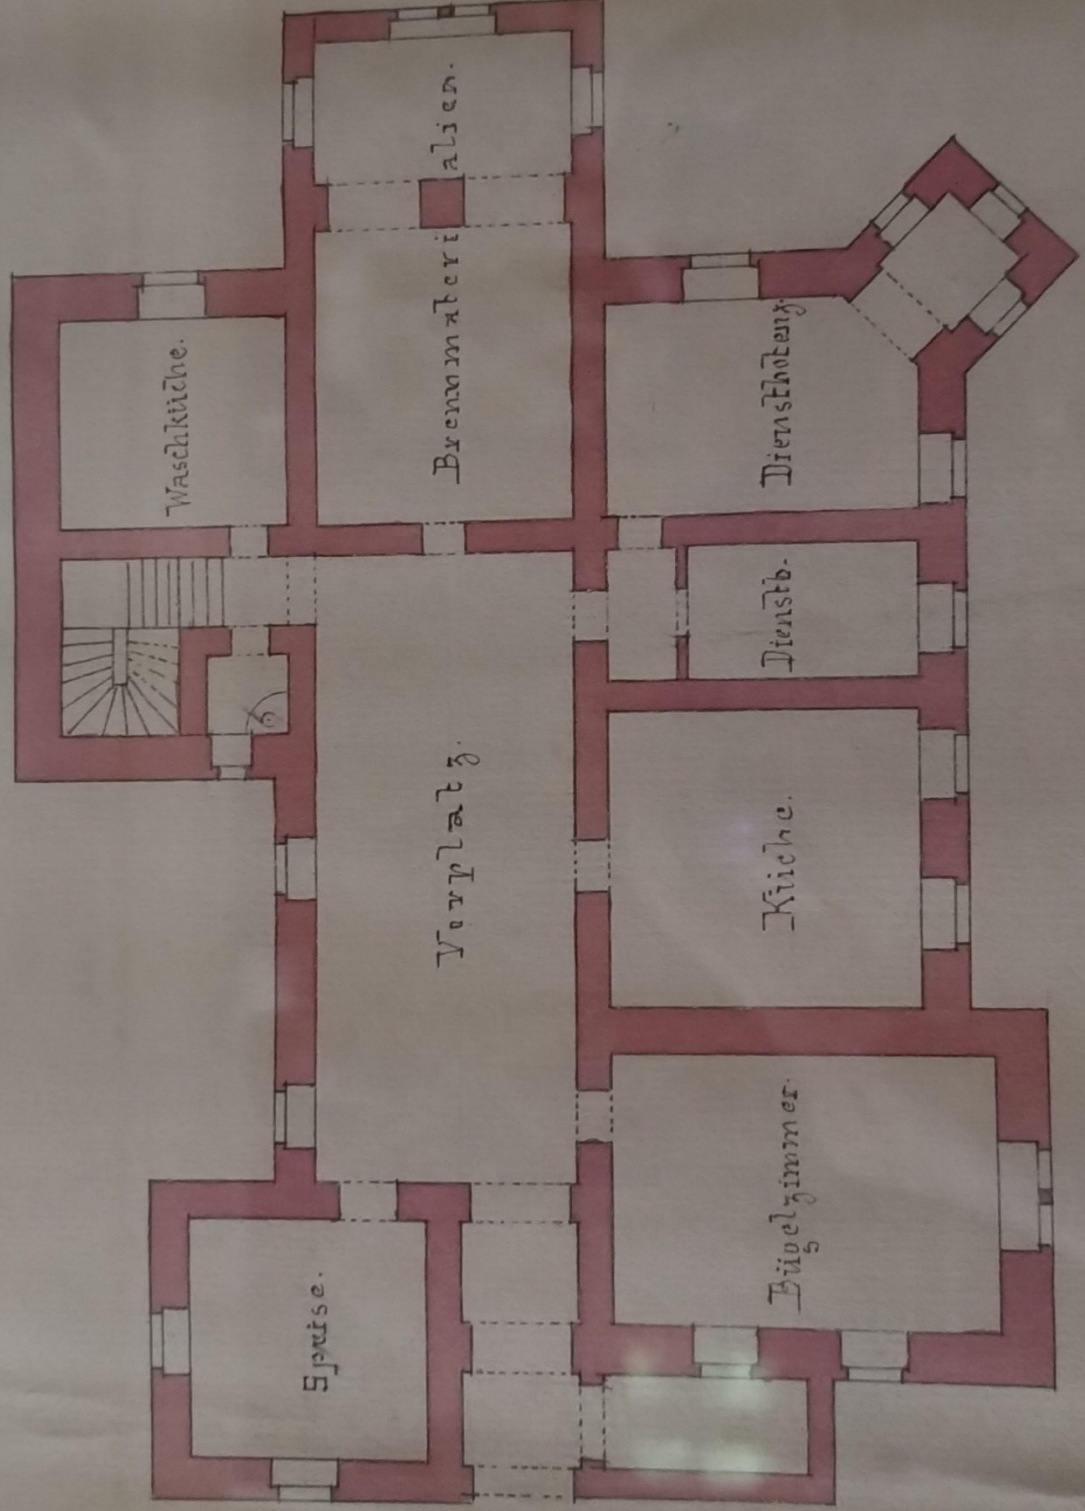 Waschküche.
Brennmaterialien.
Dienstbotenz.
Dienstb.
Vorplatz.
Küche.
Bügelzimmer.
Speise.